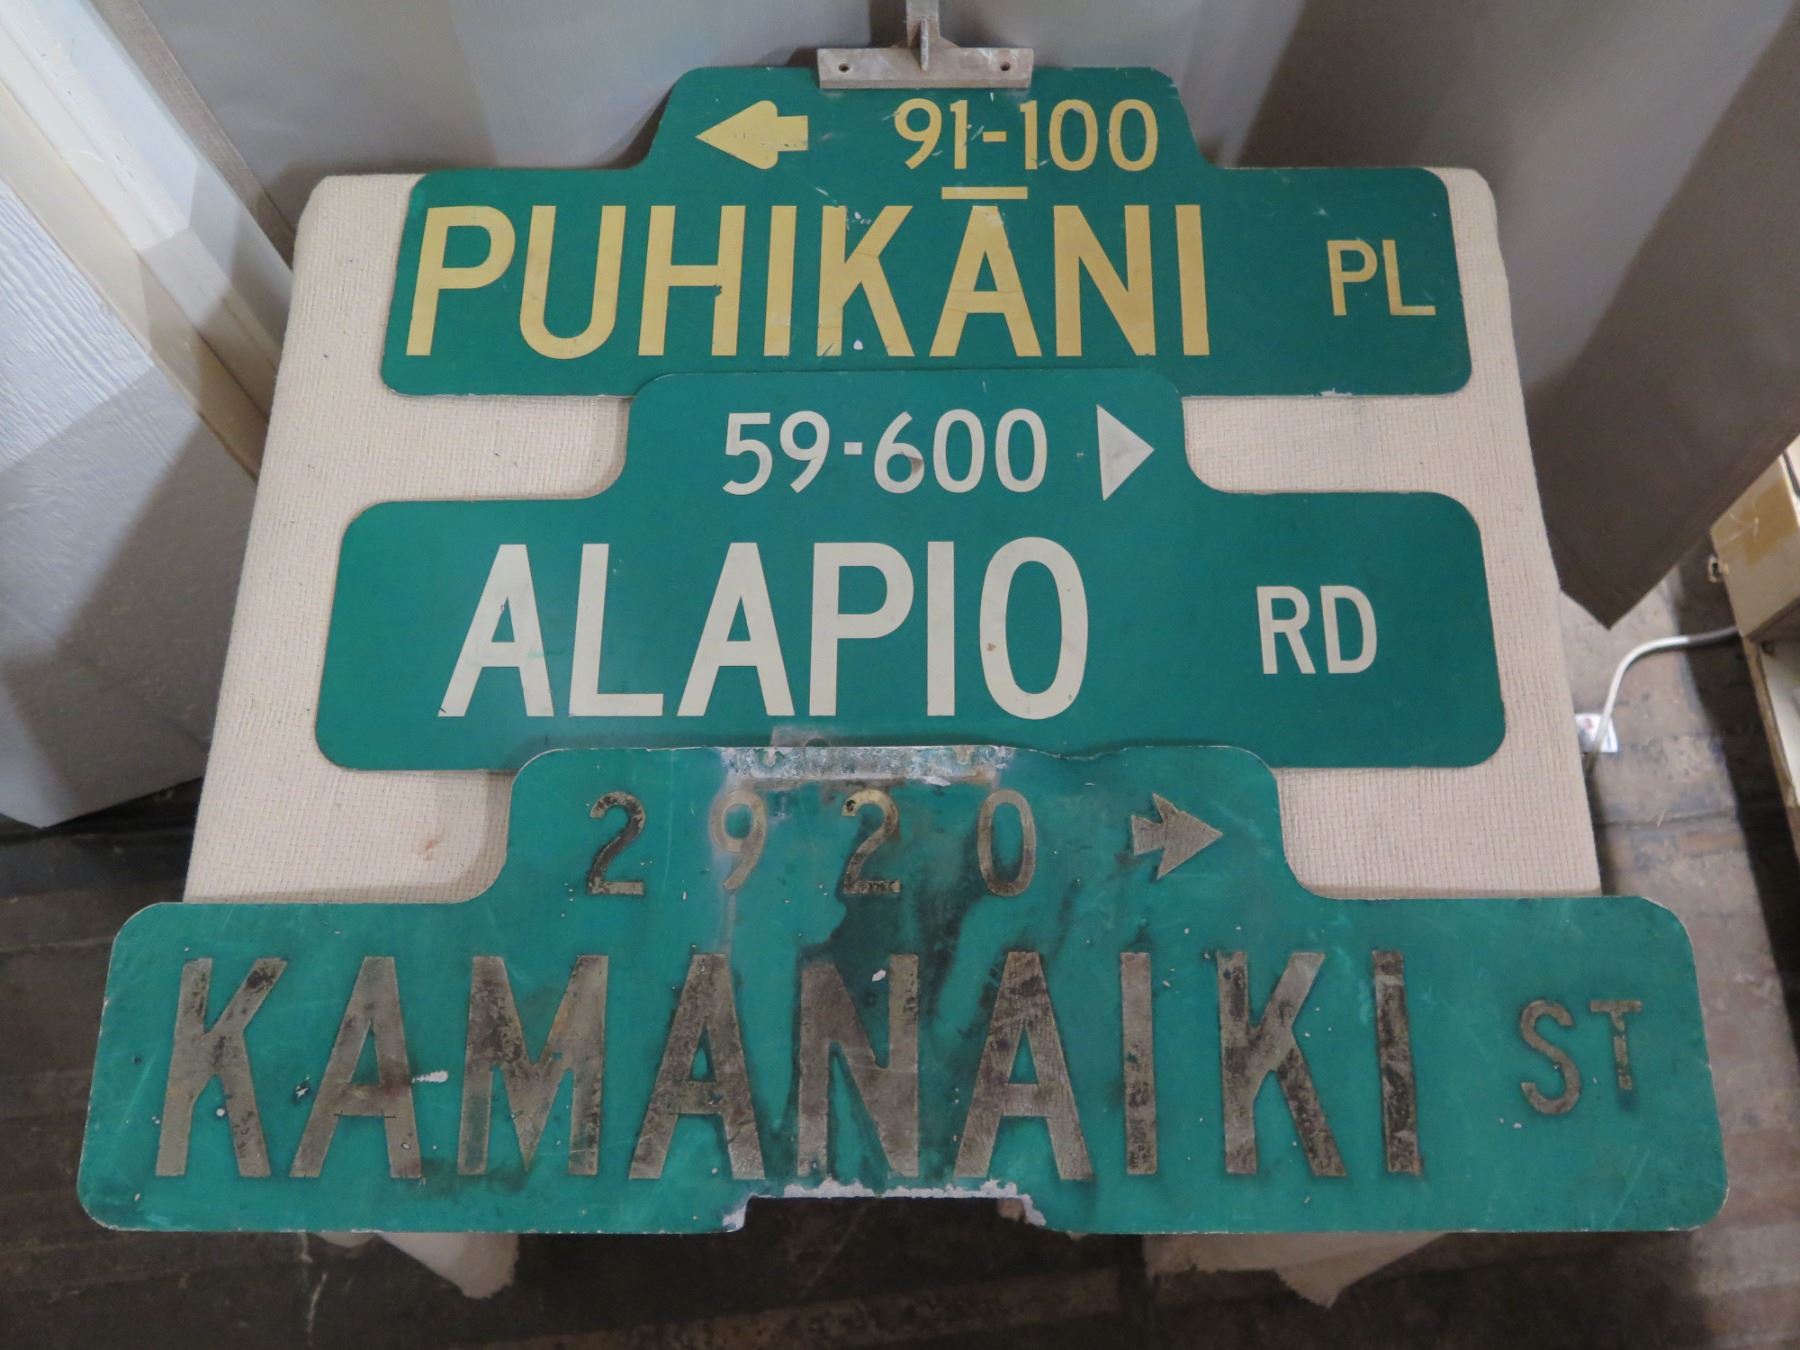 91-100
PUHIKĀNI PL
59-600
ALAPIO RD
2920
KAMANAIKI ST